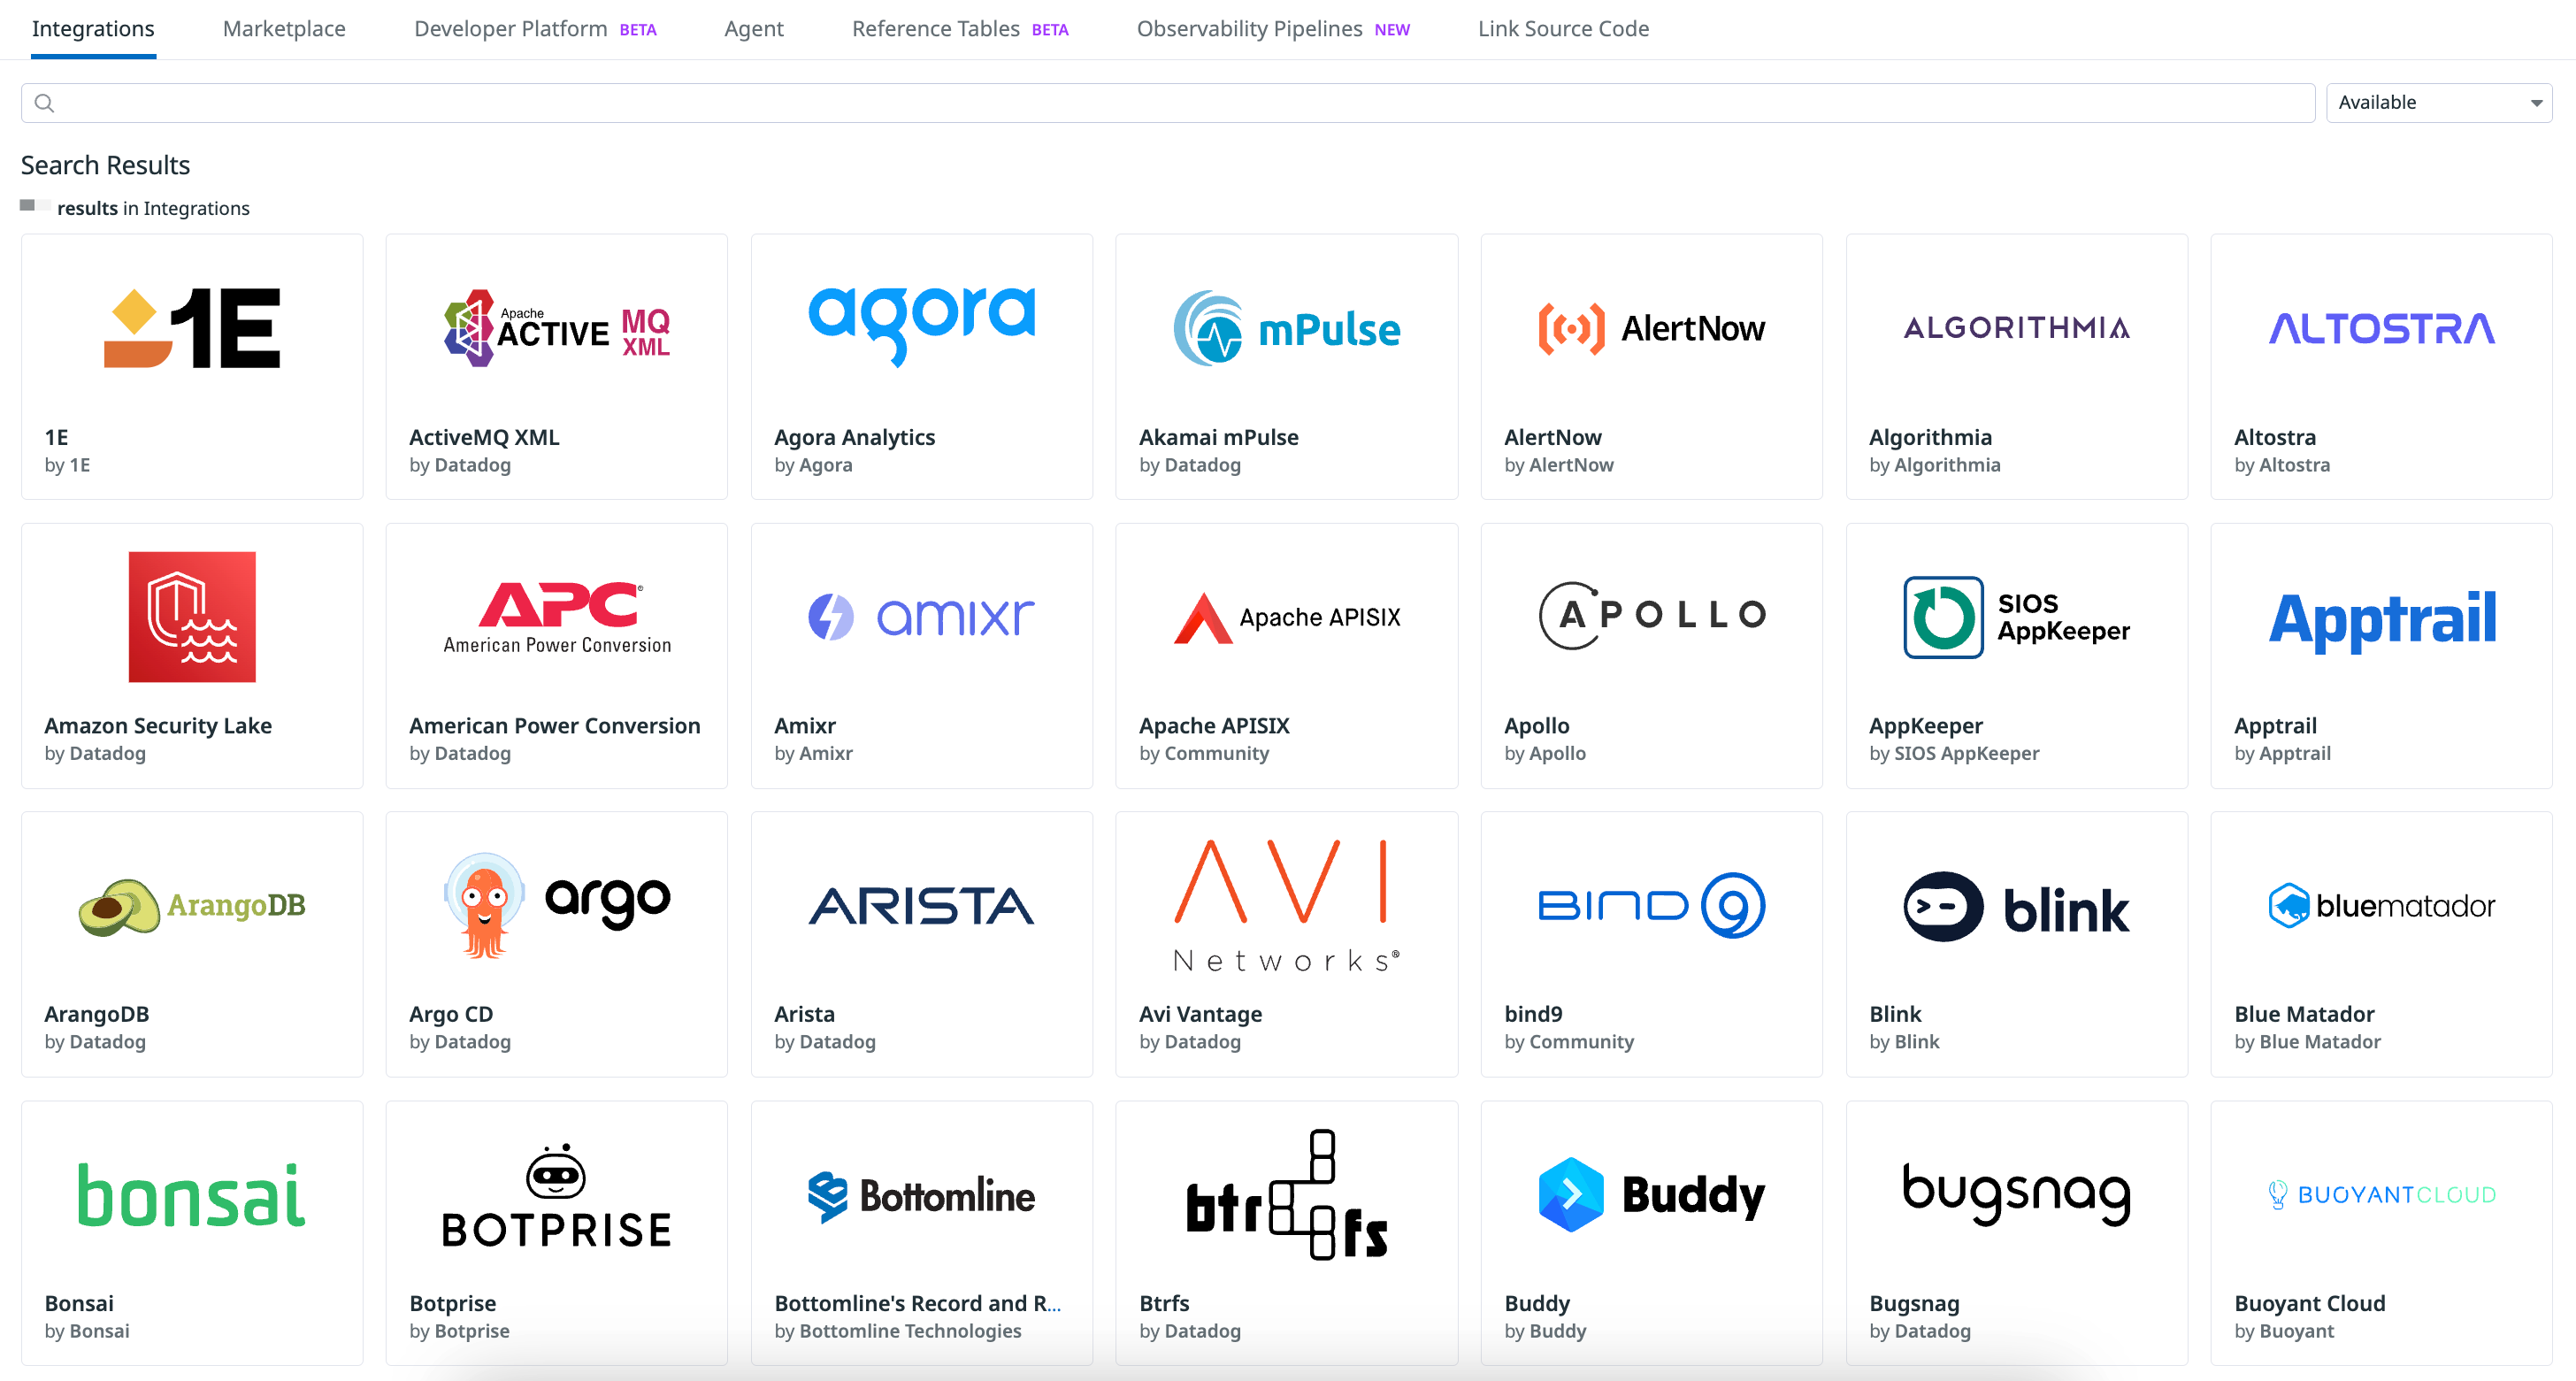 Integrations Marketplace Developer Platform BETA Agent Reference Tables BETA Observability Pipelines NEW Link Source Code
Available
Search Results
results in Integrations
1E
Apache
ACTIVE MQ
XML
agora
mPulse
AlertNow
ALGORITHMIA
ALTOSTRA
1E
by 1E
ActiveMQ XML
by Datadog
Agora Analytics
by Agora
Akamai mPulse
by Datadog
AlertNow
by AlertNow
Algorithmia
by Algorithmia
Altostra
by Altostra
APC®
American Power Conversion
amixr
Apache APISIX
APOLLO
SIOS
AppKeeper
Apptrail
Amazon Security Lake
by Datadog
American Power Conversion
by Datadog
Amixr
by Amixr
Apache APISIX
by Community
Apollo
by Apollo
AppKeeper
by SIOS AppKeeper
Apptrail
by Apptrail
ArangoDB
argo
ARISTA
AVI
Networks®
BIND 9
blink
bluematador
ArangoDB
by Datadog
Argo CD
by Datadog
Arista
by Datadog
Avi Vantage
by Datadog
bind9
by Community
Blink
by Blink
Blue Matador
by Blue Matador
bonsai
BOTPRISE
Bottomline
btrfs
Buddy
bugsnag
BUOYANTCLOUD
Bonsai
by Bonsai
Botprise
by Botprise
Bottomline's Record and R...
by Bottomline Technologies
Btrfs
by Datadog
Buddy
by Buddy
Bugsnag
by Datadog
Buoyant Cloud
by Buoyant